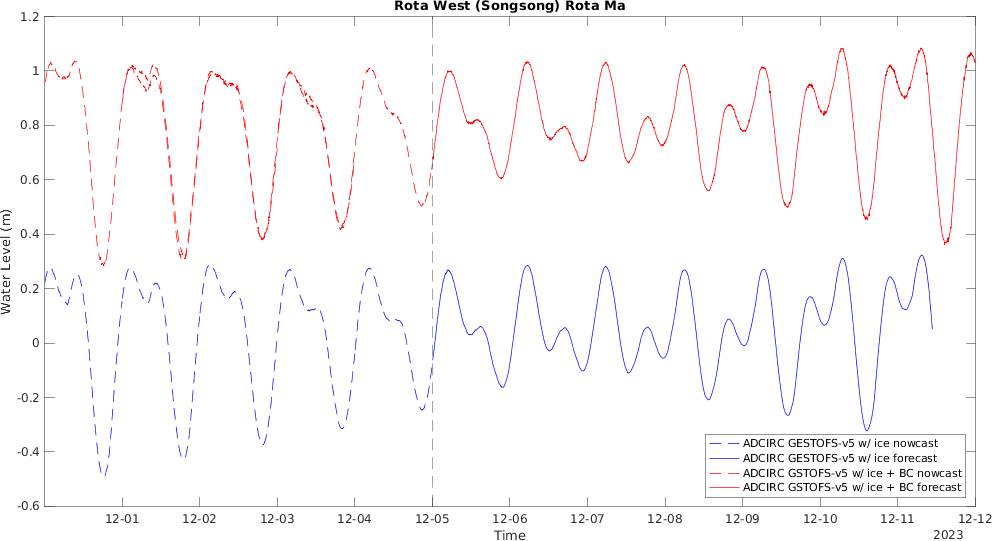 Rota West (Songsong) Rota Ma
1.2
1
0.8
0.6
0.4
0.2
0
-0.2
-0.4
-0.6
Water Level (m)
12-01 12-02 12-03 12-04 12-05 12-06 12-07 12-08 12-09 12-10 12-11 12-12
Time
2023
ADCIRC GESTOFS-v5 w/ ice nowcast
ADCIRC GESTOFS-v5 w/ ice forecast
ADCIRC GSTOFS-v5 w/ ice + BC nowcast
ADCIRC GSTOFS-v5 w/ ice + BC forecast